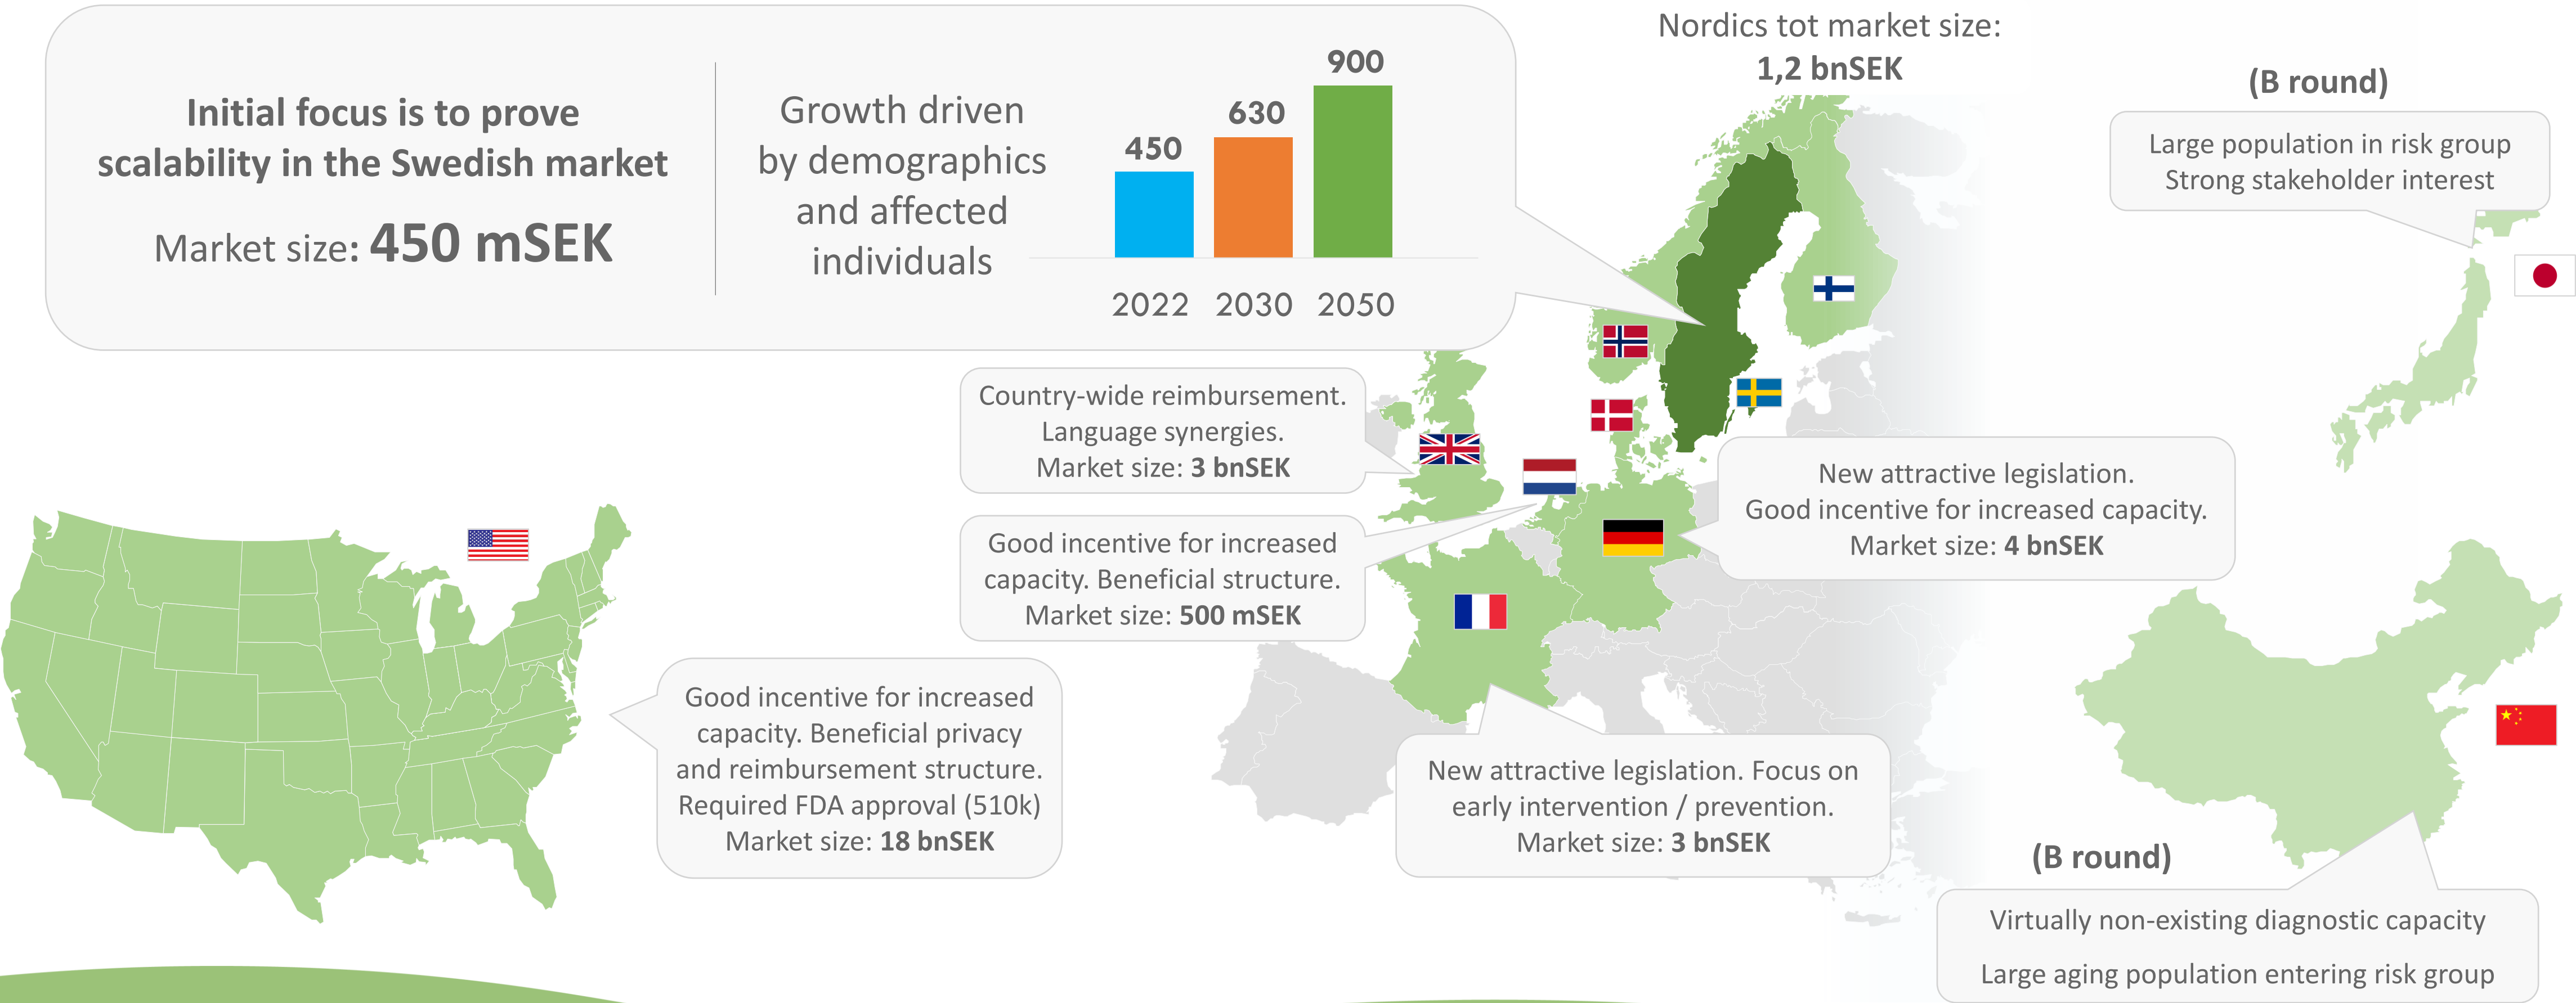 Initial focus is to prove
scalability in the Swedish market
Market size: 450 mSEK
Growth driven
by demographics
and affected
individuals
450
630
900
2022
2030
2050
Nordics tot market size:
1,2 bnSEK
(B round)
Large population in risk group
Strong stakeholder interest
Country-wide reimbursement.
Language synergies.
Market size: 3 bnSEK
Good incentive for increased
capacity. Beneficial structure.
Market size: 500 mSEK
New attractive legislation.
Good incentive for increased capacity.
Market size: 4 bnSEK
Good incentive for increased
capacity. Beneficial privacy
and reimbursement structure.
Required FDA approval (510k)
Market size: 18 bnSEK
New attractive legislation. Focus on
early intervention / prevention.
Market size: 3 bnSEK
(B round)
Virtually non-existing diagnostic capacity
Large aging population entering risk group